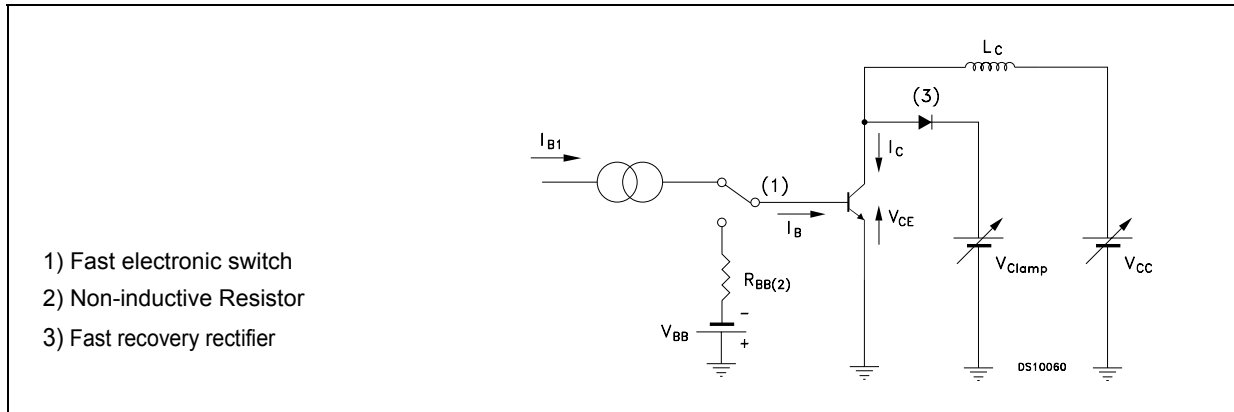 L_C
(3)
I_B1
I_C
(1)
I_B
V_CE
1) Fast electronic switch
2) Non-inductive Resistor
3) Fast recovery rectifier
R_BB(2)
V_Clamp
V_CC
-
V_BB
+
DS10060